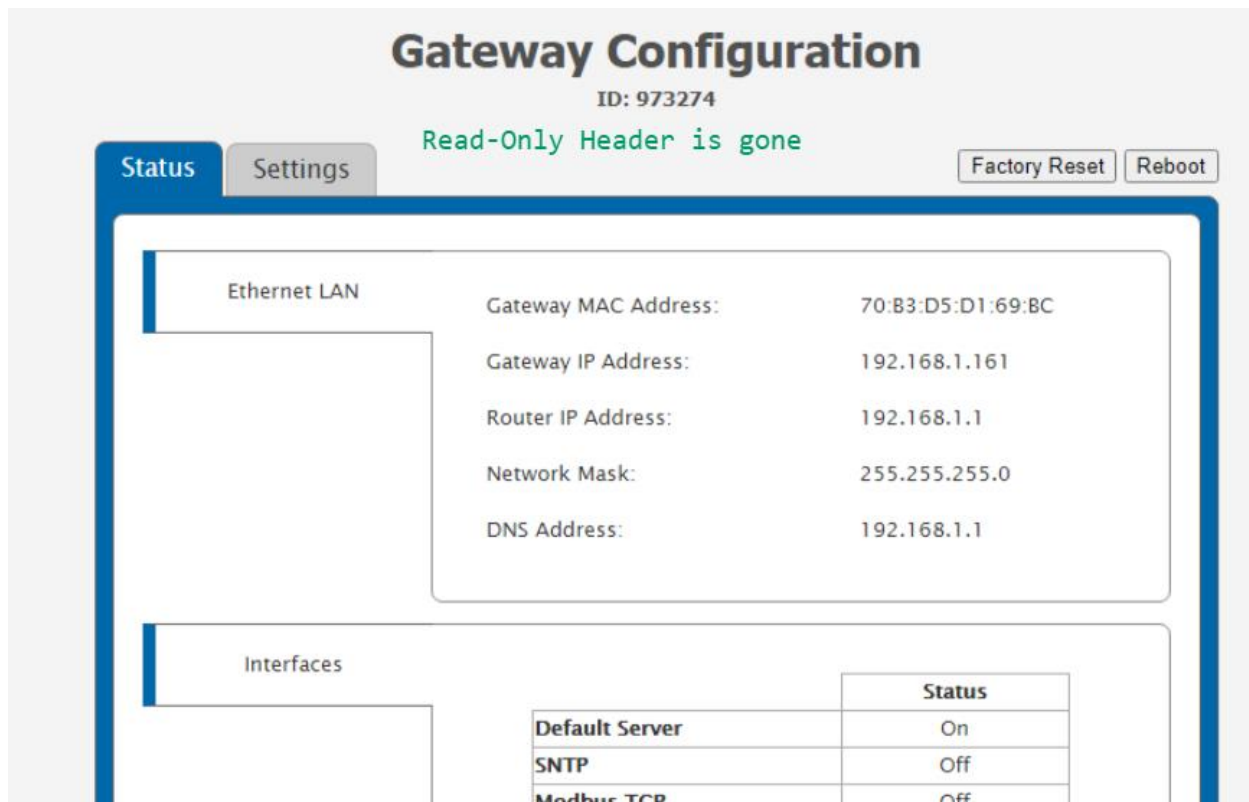 Gateway Configuration
ID: 973274
Read-Only Header is gone
Status Settings Factory Reset Reboot
Ethernet LAN
Gateway MAC Address: 70:B3:D5:D1:69:BC
Gateway IP Address: 192.168.1.161
Router IP Address: 192.168.1.1
Network Mask: 255.255.255.0
DNS Address: 192.168.1.1
Interfaces
Status
Default Server On
SNTP Off
Modbus TCP Off